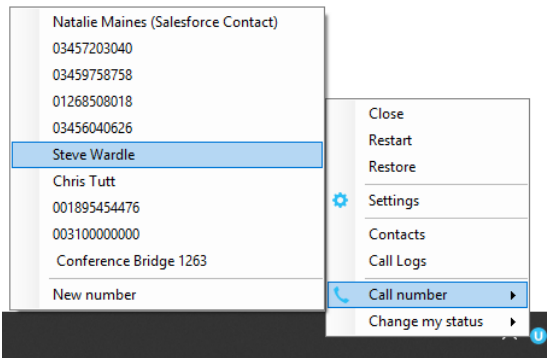 Natalie Maines (Salesforce Contact)
03457203040
03459758758
01268508018
03456040626
Steve Wardle
Chris Tutt
001895454476
003100000000
Conference Bridge 1263
New number
Close
Restart
Restore
Settings
Contacts
Call Logs
Call number
Change my status
U